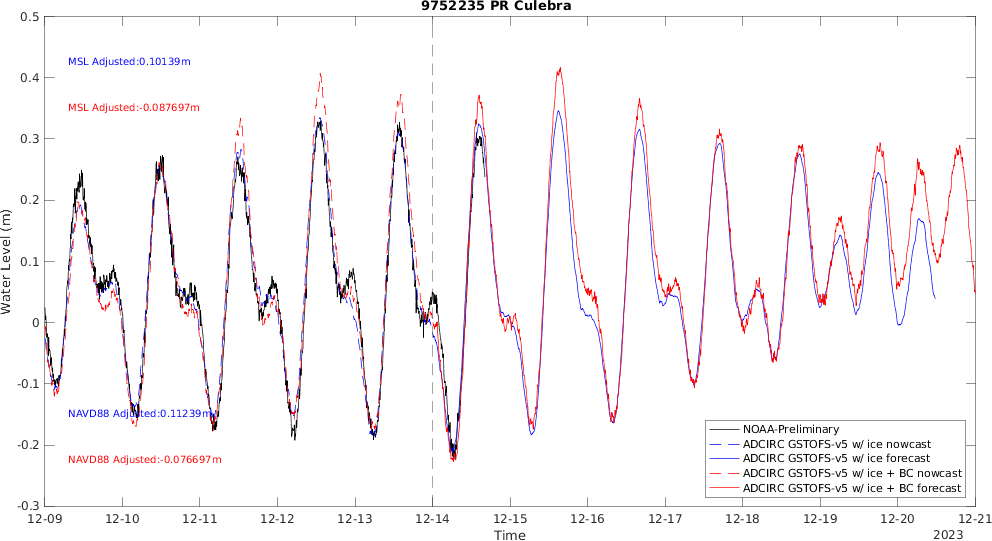 9752235 PR Culebra
0.5
0.4
0.3
0.2
0.1
0
-0.1
-0.2
-0.3
Water Level (m)
MSL Adjusted:0.10139m
MSL Adjusted:-0.087697m
NAVD88 Adjusted:0.11239m
NAVD88 Adjusted:-0.076697m
NOAA-Preliminary
ADCIRC GSTOFS-v5 w/ ice nowcast
ADCIRC GSTOFS-v5 w/ ice forecast
ADCIRC GSTOFS-v5 w/ ice + BC nowcast
ADCIRC GSTOFS-v5 w/ ice + BC forecast
12-09 12-10 12-11 12-12 12-13 12-14 12-15 12-16 12-17 12-18 12-19 12-20 12-21
Time
2023